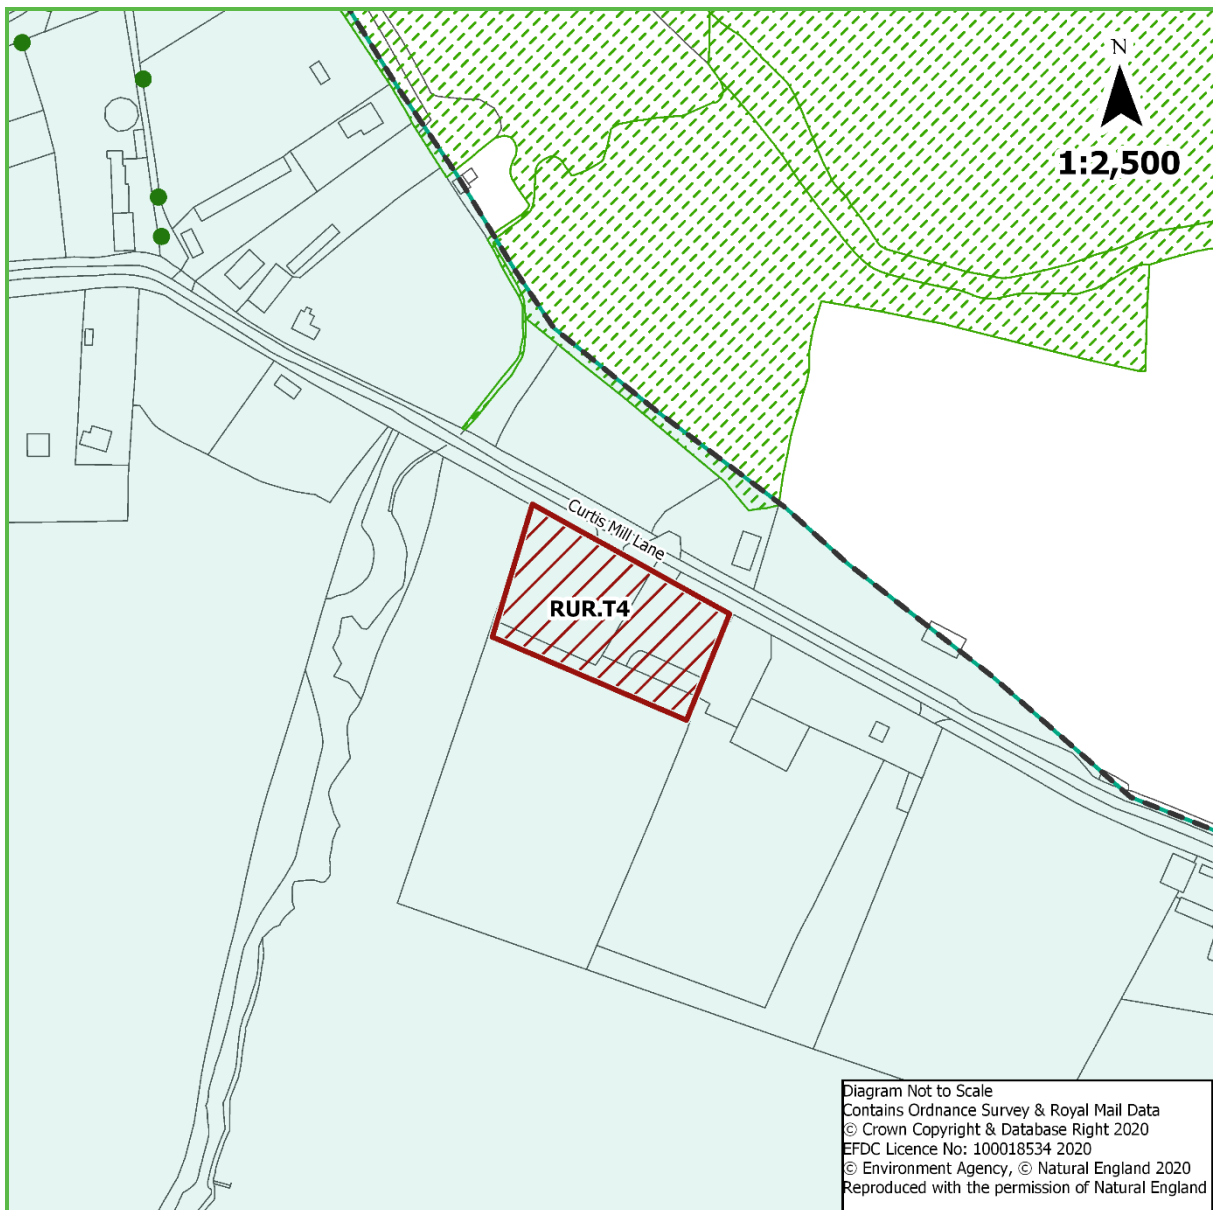 N
1:2,500
Curtis Mill Lane
RUR.T4
Diagram Not to Scale
Contains Ordnance Survey & Royal Mail Data
© Crown Copyright & Database Right 2020
EFDC Licence No: 100018534 2020
© Environment Agency, © Natural England 2020
Reproduced with the permission of Natural England